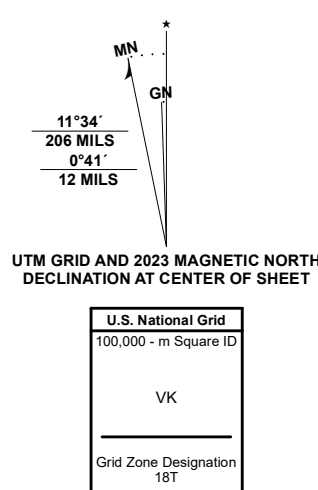 ★
MN
GN
11°34´
206 MILS
0°41´
12 MILS
UTM GRID AND 2023 MAGNETIC NORTH
DECLINATION AT CENTER OF SHEET
U.S. National Grid
100,000 - m Square ID
VK
Grid Zone Designation
18T